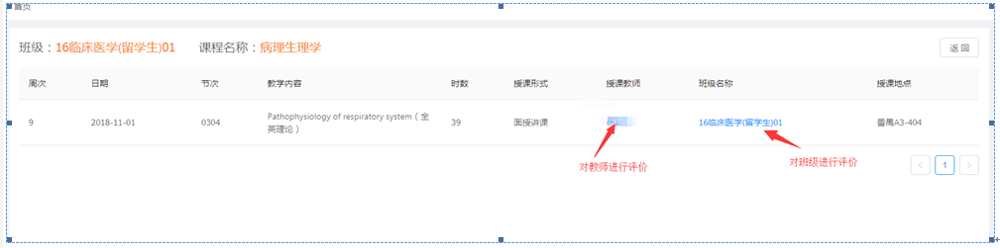 首页
班级：16临床医学(留学生)01 课程名称：病理生理学 返 回
周次 日期 节次 教学内容 时数 授课形式 授课教师 班级名称 授课地点
9 2018-11-01 0304 Pathophysiology of respiratory system（全 39 面授讲课 16临床医学(留学生)01 番禺A3-404
英理论）
对教师进行评价 对班级进行评价
< 1 >